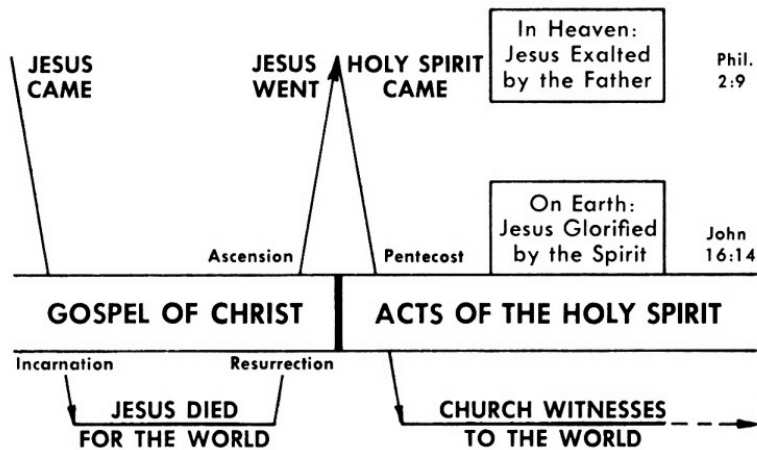 JESUS
CAME
JESUS
WENT
HOLY SPIRIT
CAME
In Heaven:
Jesus Exalted
by the Father
Phil.
2:9
On Earth:
Jesus Glorified
by the Spirit
John
16:14
Ascension
Pentecost
GOSPEL OF CHRIST
ACTS OF THE HOLY SPIRIT
Incarnation
Resurrection
JESUS DIED
FOR THE WORLD
CHURCH WITNESSES
TO THE WORLD